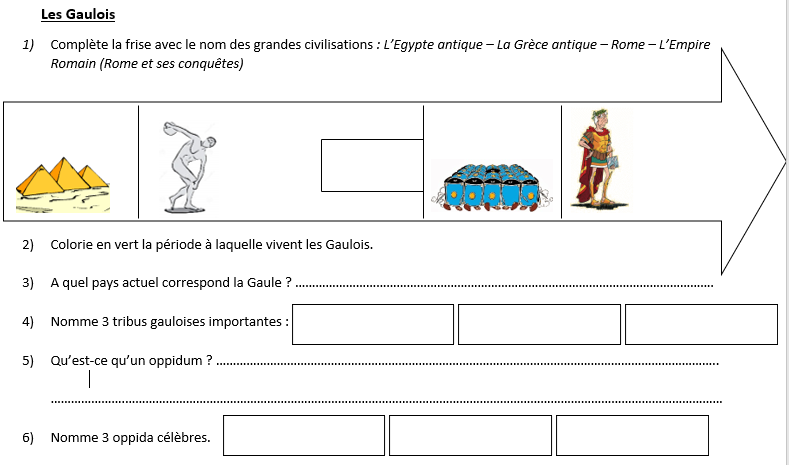 Les Gaulois
1) Complète la frise avec le nom des grandes civilisations : L'Egypte antique – La Grèce antique – Rome – L'Empire
Romain (Rome et ses conquêtes)
2) Colorie en vert la période à laquelle vivent les Gaulois.
3) A quel pays actuel correspond la Gaule ? ...........................................................................
4) Nomme 3 tribus gauloises importantes :
5) Qu'est-ce qu'un oppidum ? ...........................................................................
...........................................................................
6) Nomme 3 oppida célèbres.